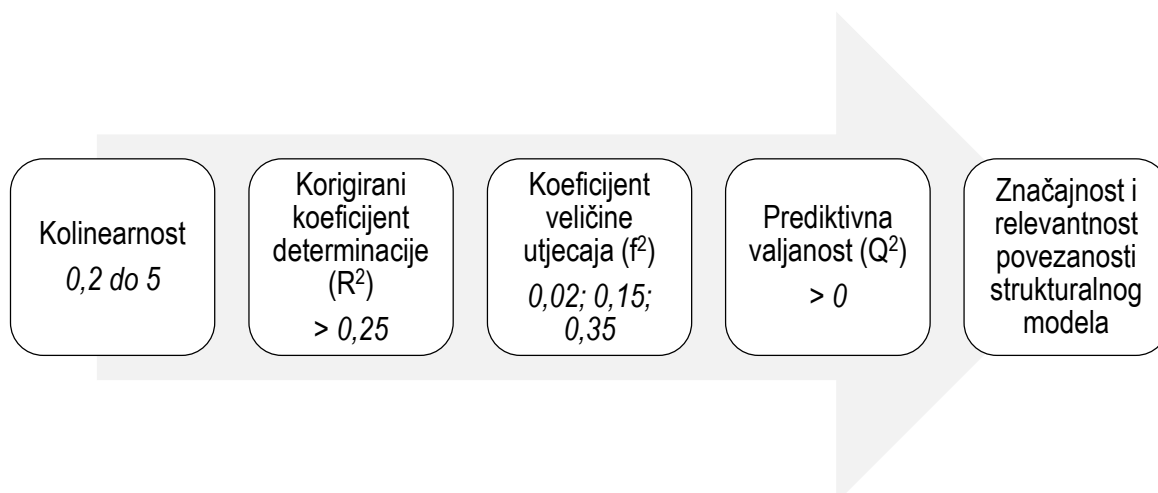 Kolinearnost
0,2 do 5
Korigirani
koeficijent
determinacije
(R²)
> 0,25
Koeficijent
veličine
utjecaja (f²)
0,02; 0,15;
0,35
Prediktivna
valjanost (Q²)
> 0
Značajnost i
relevantnost
povezanosti
strukturalnog
modela